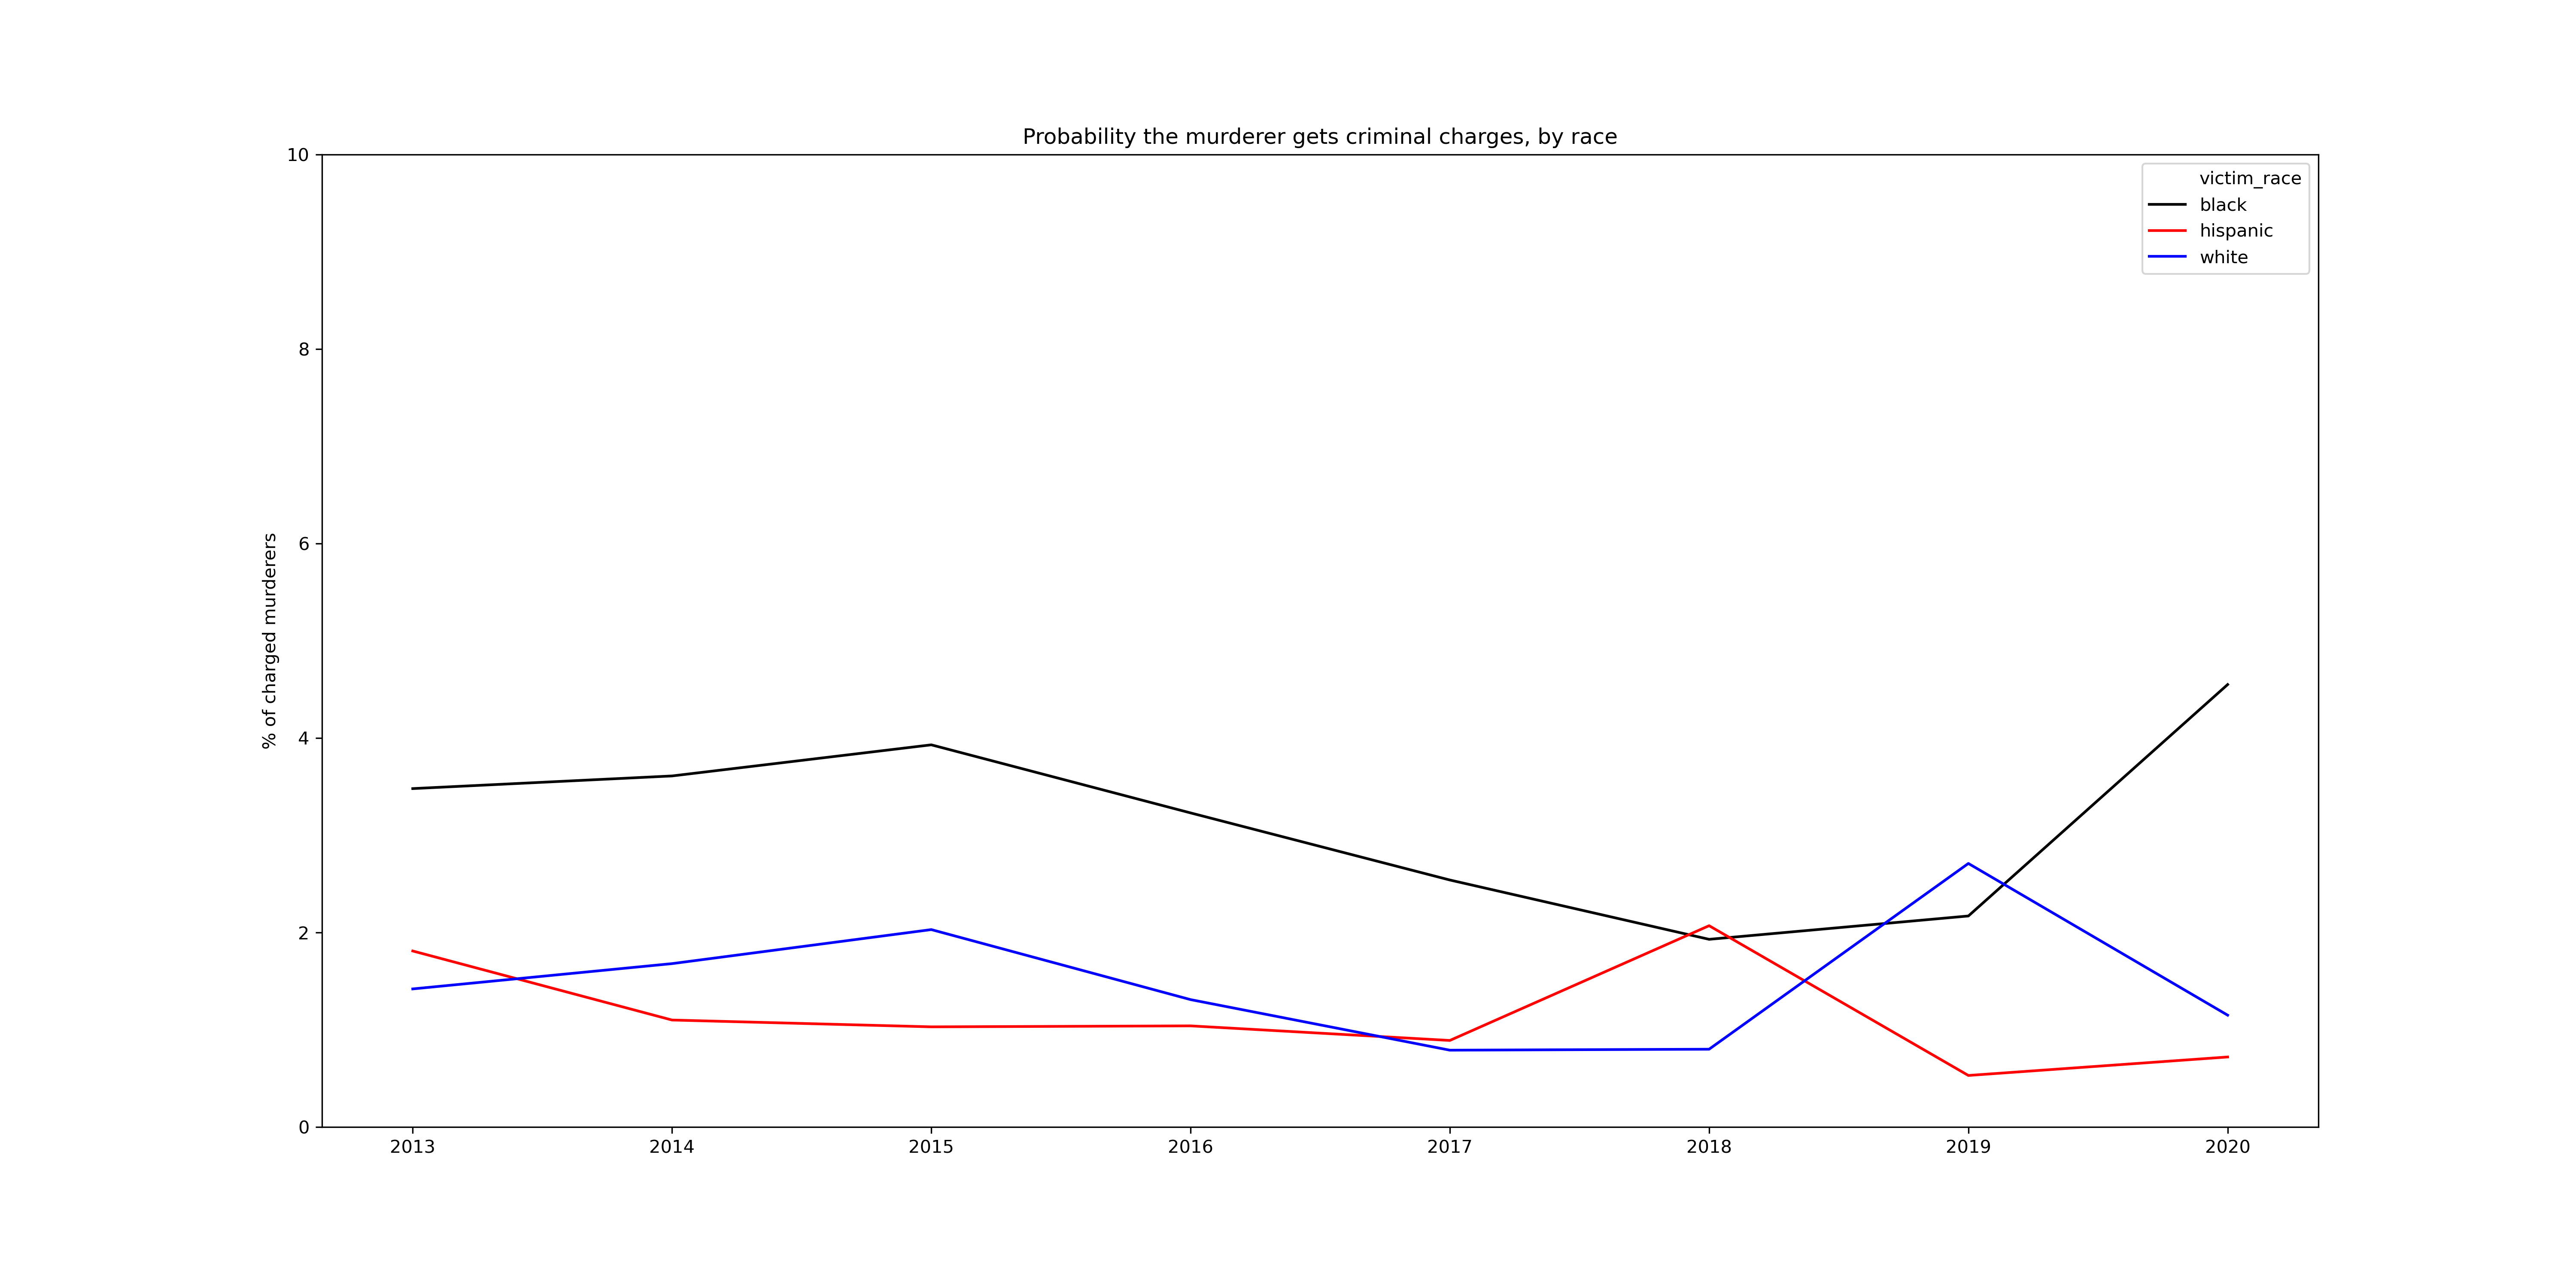 Probability the murderer gets criminal charges, by race
victim_race
black
hispanic
white
% of charged murderers
10
8
6
4
2
0
2013 2014 2015 2016 2017 2018 2019 2020